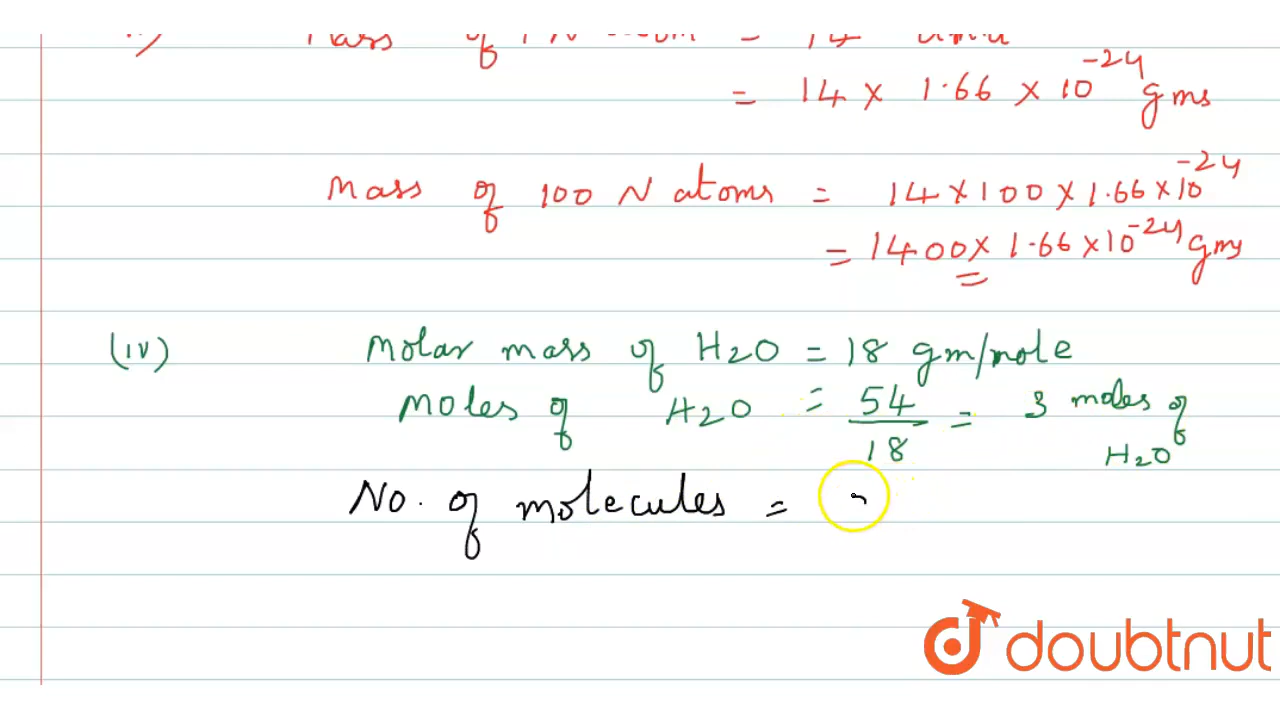 = 14 × 1.66 × 10⁻²⁴ gms
Mass of 100 N atoms = 14 × 100 × 1.66 × 10⁻²⁴
= 1400 × 1.66 × 10⁻²⁴ gms
(iv) Molar mass of H₂O = 18 gm/mole
Moles of H₂O = 54/18 = 3 moles of H₂O
No. of molecules =
doubtnut